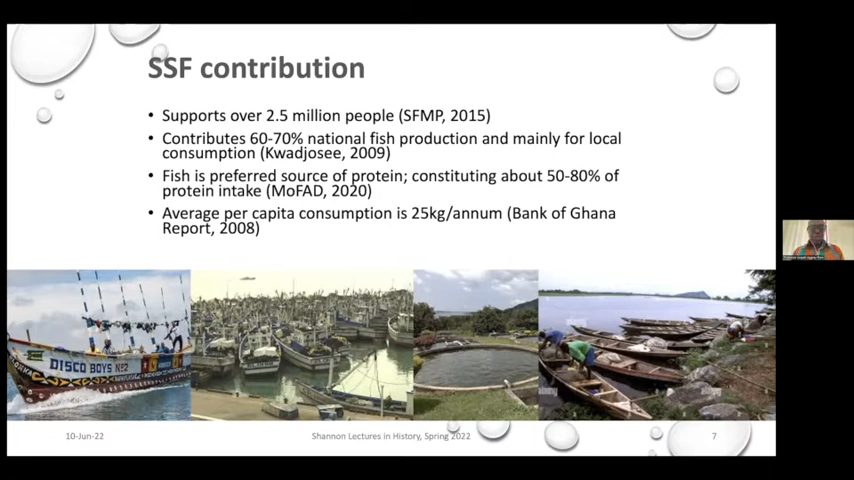 SSF contribution
• Supports over 2.5 million people (SFMP, 2015)
• Contributes 60-70% national fish production and mainly for local
consumption (Kwadjosee, 2009)
• Fish is preferred source of protein; constituting about 50-80% of
protein intake (MoFAD, 2020)
• Average per capita consumption is 25kg/annum (Bank of Ghana
Report, 2008)
DISCO BOYS Nº2
alamy
10-Jun-22
Shannon Lectures in History, Spring 2022
7